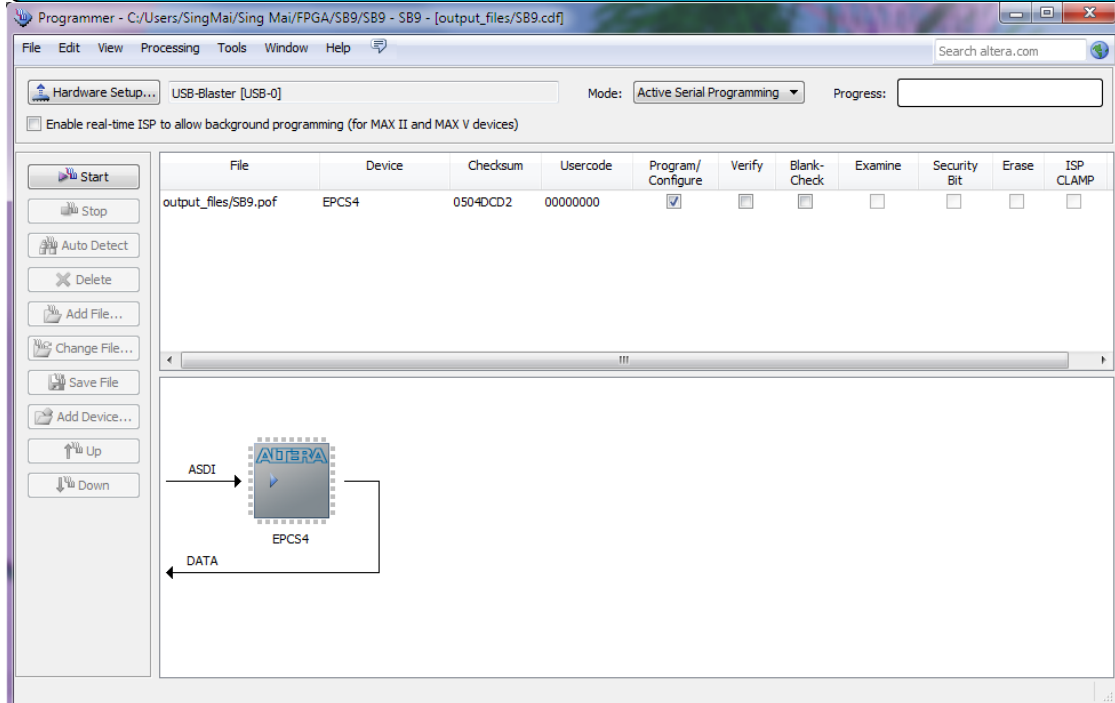 Programmer - C:/Users/SingMai/Sing Mai/FPGA/SB9/SB9 - SB9 - [output_files/SB9.cdf]
File Edit View Processing Tools Window Help
Search altera.com
Hardware Setup... USB-Blaster [USB-0] Mode: Active Serial Programming Progress:
Enable real-time ISP to allow background programming (for MAX II and MAX V devices)
Start
Stop
Auto Detect
Delete
Add File...
Change File...
Save File
Add Device...
Up
Down
File Device Checksum Usercode Program/ Verify Blank- Examine Security Erase ISP
Configure Check Bit CLAMP
output_files/SB9.pof EPCS4 0504DCD2 00000000
ALTERA
ASDI
EPCS4
DATA